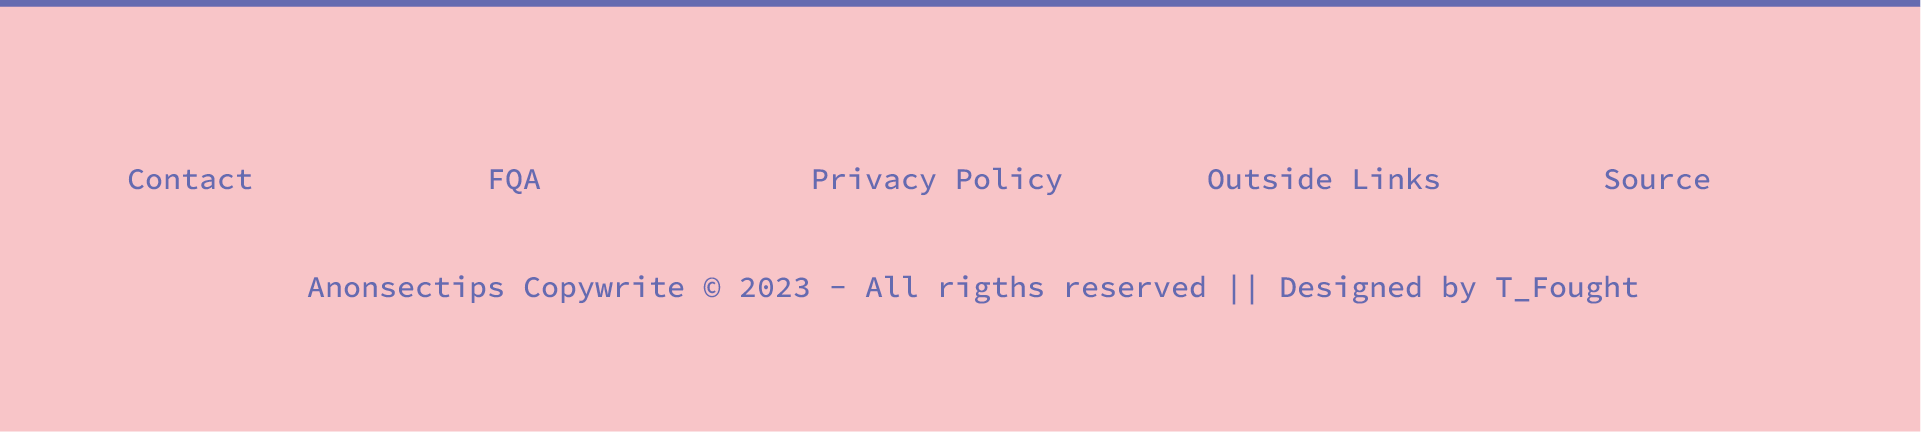 Contact FQA Privacy Policy Outside Links Source
Anonsectips Copywrite © 2023 - All rigths reserved || Designed by T_Fought